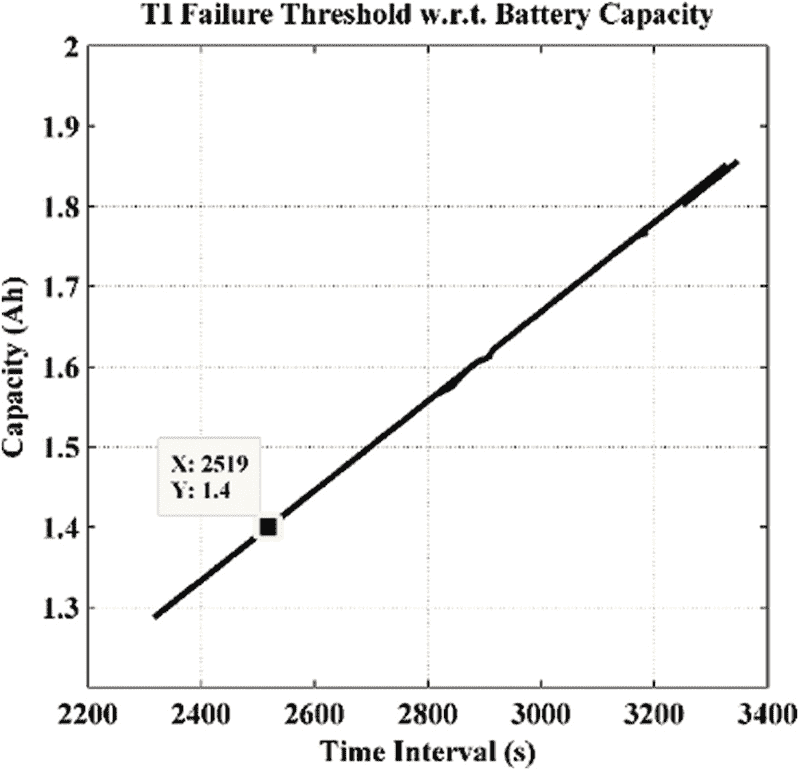 T1 Failure Threshold w.r.t. Battery Capacity
2
1.9
1.8
1.7
1.6
1.5
1.4
1.3
Capacity (Ah)
X: 2519
Y: 1.4
2200 2400 2600 2800 3000 3200 3400
Time Interval (s)